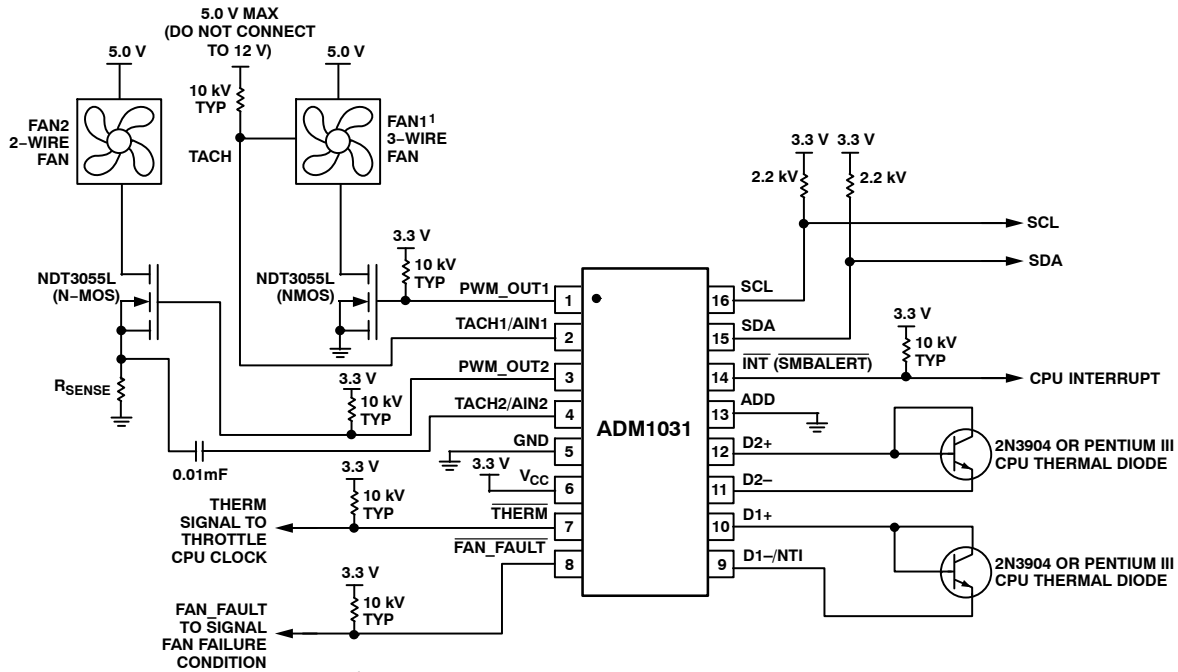 5.0 V MAX
(DO NOT CONNECT
TO 12 V)
5.0 V
5.0 V
10 kV
TYP
FAN2
2–WIRE
FAN
TACH
FAN1¹
3–WIRE
FAN
3.3 V
3.3 V
2.2 kV
2.2 kV
SCL
SDA
NDT3055L
(N–MOS)
NDT3055L
(NMOS)
3.3 V
10 kV
TYP
PWM_OUT1
TACH1/AIN1
PWM_OUT2
TACH2/AIN2
GND
VCC
THERM
FAN_FAULT
1
2
3
4
5
6
7
8
ADM1031
16
15
14
13
12
11
10
9
SCL
SDA
INT (SMBALERT)
ADD
D2+
D2–
D1+
D1–/NTI
3.3 V
10 kV
TYP
CPU INTERRUPT
RSENSE
3.3 V
10 kV
TYP
0.01mF
3.3 V
3.3 V
10 kV
TYP
THERM
SIGNAL TO
THROTTLE
CPU CLOCK
3.3 V
10 kV
TYP
FAN_FAULT
TO SIGNAL
FAN FAILURE
CONDITION
2N3904 OR PENTIUM III
CPU THERMAL DIODE
2N3904 OR PENTIUM III
CPU THERMAL DIODE